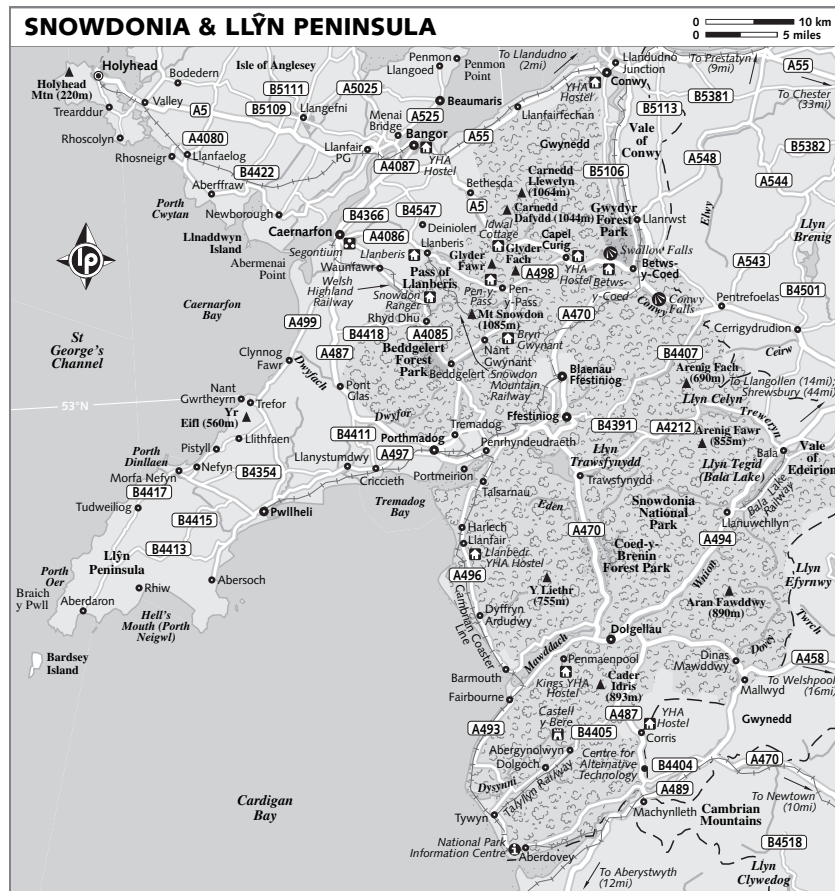 SNOWDONIA & LLŶN PENINSULA
0 10 km
0 5 miles
Holyhead
Holyhead
Mtn (220m)
Trearddur
Rhoscolyn
Rhosneigr
Valley
Bodedern
Isle of Anglesey
B5111
B5109
A5
A4080
Llanfaelog
Llangefni
A5025
Penmon
Llangoed
Penmon
Point
Beaumaris
Menai
Bridge
A525
Bangor
YHA
Hostel
Llanfair
PG
A4087
A55
Llanfairfechan
To Llandudno
(2mi)
Llandudno
Junction
Conwy
YHA
Hostel
To Prestatyn
(9mi)
A55
To Chester
(33mi)
B5381
B5113
B5382
Vale
of
Conwy
A548
A544
Elwy
Llyn
Brenig
A543
B4501
Gwynedd
B5106
Carnedd
Llewelyn
(1064m)
Carnedd
Dafydd (1044m)
Gwydyr
Forest
Park
Llanrwst
Swallow Falls
Betws-
y-Coed
Capel
Curig
YHA
Hostel
Betws-
y-Coed
Conwy
Falls
Conwy
Pentrefoelas
Cerrigydrudion
Ceirw
Bethesda
A5
Idwal
Cottage
Glyder
Fawr
Glyder
Fach
A498
Pen-y-
Pass
Pen-
y-Pass
B4422
Aberffraw
Porth
Cwytan
Newborough
Llnaddwyn
Island
Abermenai
Point
Caernarfon
Segontium
B4366
B4547
Deiniolen
A4086
Llanberis
Llanberis
Pass of
Llanberis
Waunfawr
Welsh
Highland
Railway
Snowdon
Ranger
Rhyd Dhu
Mt Snowdon
(1085m)
Bryn
Gwynant
Nant
Gwynant
Snowdon
Mountain
Railway
A4085
B4418
Beddgelert
Forest
Park
Beddgelert
A470
Blaenau
Ffestiniog
Ffestiniog
B4407
Arenig Fach
(690m)
To Llangollen (14mi);
Shrewsbury (44mi)
Llyn Celyn
Treweryn
B4391
A4212
Arenig Fawr
(855m)
Bala
Vale
of
Edeirion
Llyn Tegid
(Bala Lake)
Bala Lake
Railway
Llanuwchllyn
Llyn
Trawsfynydd
Trawsfynydd
Snowdonia
National
Park
A494
Caernarfon
Bay
St
George's
Channel
A499
Clynnog
Fawr
A487
Dwyfach
Pont
Glas
Dwyfor
Nant
Gwrtheyrn
Trefor
53°N
Yr
Eifl (560m)
Llithfaen
Pistyll
Porth
Dinllaen
Nefyn
Morfa Nefyn
B4417
Tudweiliog
B4354
B4415
B4413
Pwllheli
B4411
A497
Llanystumdwy
Criccieth
Porthmadog
Tremadog
Penrhyndeudraeth
Portmeirion
Talsarnau
Tremadog
Bay
Llŷn
Peninsula
Porth
Oer
Braich
y Pwll
Aberdaron
Rhiw
Abersoch
Hell's
Mouth (Porth
Neigwl)
Bardsey
Island
Eden
Harlech
Llanfair
Llanbedr
YHA Hostel
A496
A470
Coed-y-
Brenin
Forest Park
Y Liethr
(755m)
Wnion
Aran Fawddwy
(890m)
Llyn
Efyrnwy
Twrch
Dovey
Dyffryn
Ardudwy
Cambrian Coaster
Line
Mawddach
Dolgellau
Dinas
Mawddwy
A458
To Welshpool
(16mi)
Mallwyd
Barmouth
Fairbourne
Penmaenpool
Kings YHA
Hostel
Cader
Idris
(893m)
A487
YHA
Hostel
Corris
Gwynedd
A493
Castell
y Bere
B4405
Abergynolwyn
Dolgoch
Centre for
Alternative
Technology
B4404
A470
A489
To Newtown
(10mi)
Dysynni
Talyllyn Railway
Tywyn
Machynlleth
Cambrian
Mountains
B4518
Cardigan
Bay
National Park
Information Centre
Aberdovey
To Aberystwyth
(12mi)
Llyn
Clywedog
lp